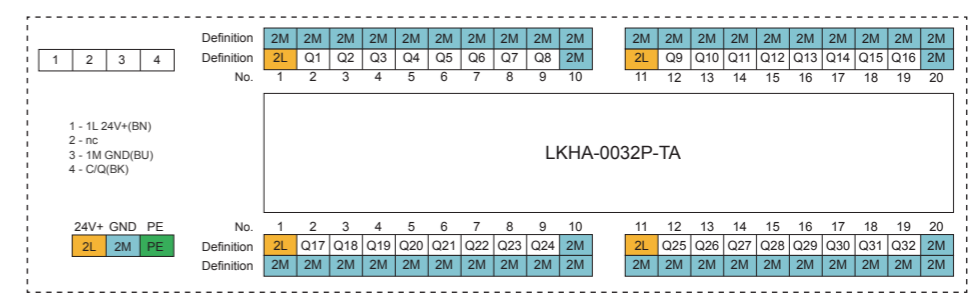 Definition 2M 2M 2M 2M 2M 2M 2M 2M 2M 2M 2M 2M 2M 2M 2M 2M 2M 2M 2M 2M
1 2 3 4 Definition 2L Q1 Q2 Q3 Q4 Q5 Q6 Q7 Q8 2M 2L Q9 Q10 Q11 Q12 Q13 Q14 Q15 Q16 2M
No. 1 2 3 4 5 6 7 8 9 10 11 12 13 14 15 16 17 18 19 20
1 - 1L 24V+(BN)
2 - nc
3 - 1M GND(BU)
4 - C/Q(BK)
LKHA-0032P-TA
24V+ GND PE No. 1 2 3 4 5 6 7 8 9 10 11 12 13 14 15 16 17 18 19 20
2L 2M PE Definition 2L Q17 Q18 Q19 Q20 Q21 Q22 Q23 Q24 2M 2L Q25 Q26 Q27 Q28 Q29 Q30 Q31 Q32 2M
Definition 2M 2M 2M 2M 2M 2M 2M 2M 2M 2M 2M 2M 2M 2M 2M 2M 2M 2M 2M 2M